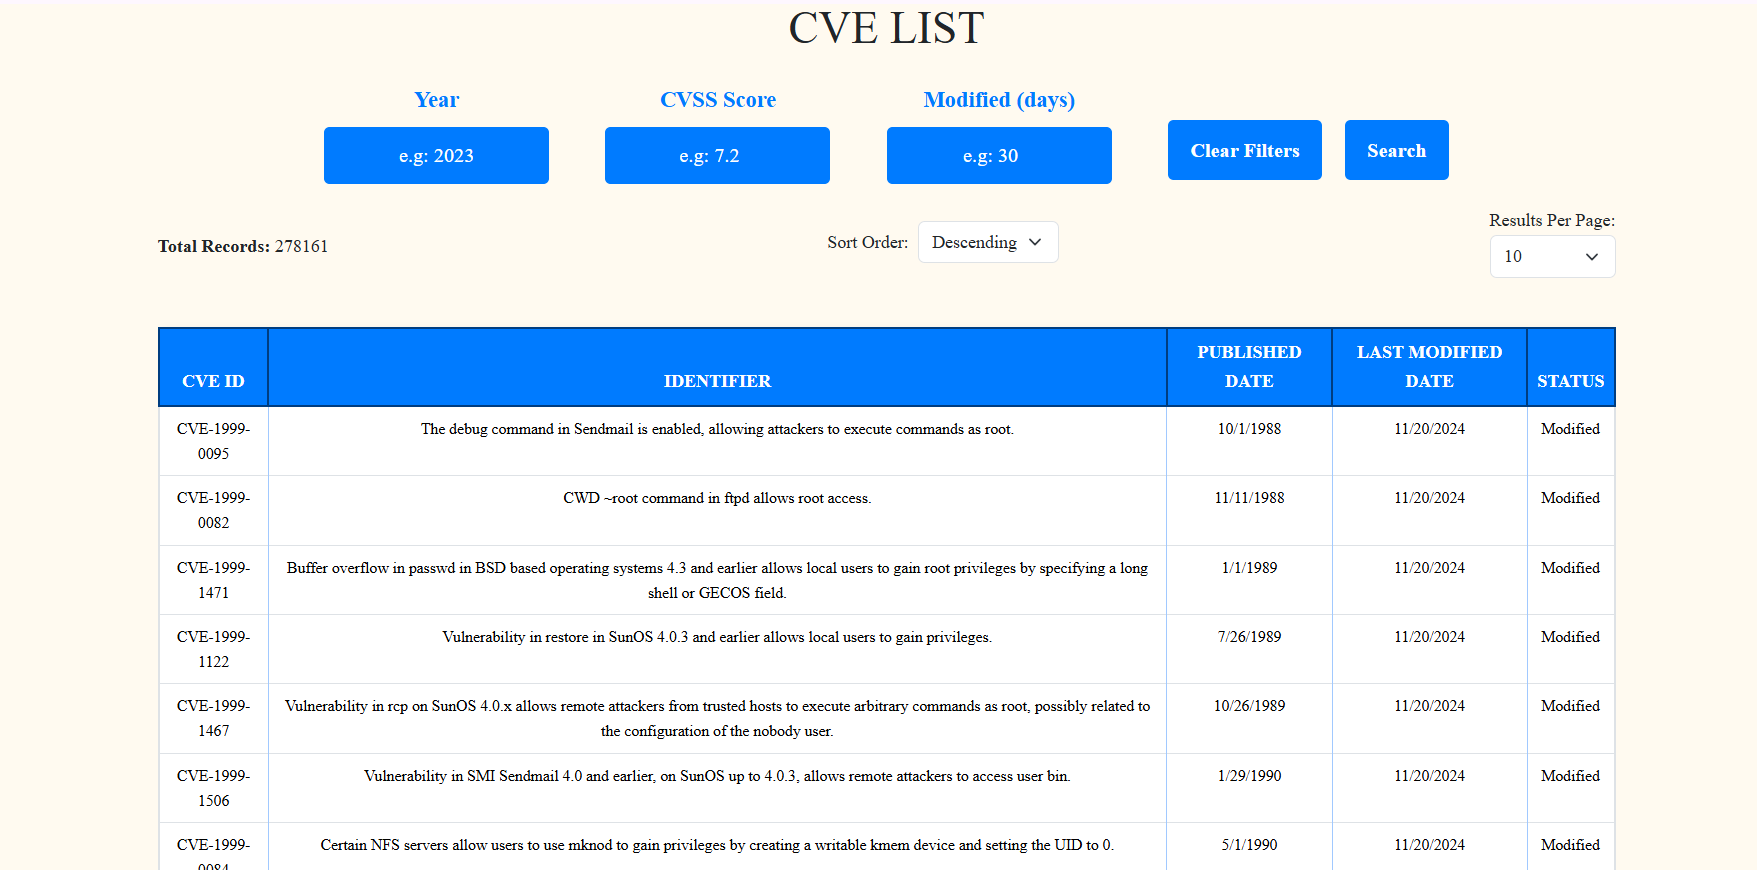 CVE LIST
Year
CVSS Score
Modified (days)
e.g: 2023
e.g: 7.2
e.g: 30
Clear Filters
Search
Total Records: 278161
Sort Order:
Descending
Results Per Page:
10
CVE ID
IDENTIFIER
PUBLISHED
DATE
LAST MODIFIED
DATE
STATUS
CVE-1999-
0095
The debug command in Sendmail is enabled, allowing attackers to execute commands as root.
10/1/1988
11/20/2024
Modified
CVE-1999-
0082
CWD ~root command in ftpd allows root access.
11/11/1988
11/20/2024
Modified
CVE-1999-
1471
Buffer overflow in passwd in BSD based operating systems 4.3 and earlier allows local users to gain root privileges by specifying a long
shell or GECOS field.
1/1/1989
11/20/2024
Modified
CVE-1999-
1122
Vulnerability in restore in SunOS 4.0.3 and earlier allows local users to gain privileges.
7/26/1989
11/20/2024
Modified
CVE-1999-
1467
Vulnerability in rcp on SunOS 4.0.x allows remote attackers from trusted hosts to execute arbitrary commands as root, possibly related to
the configuration of the nobody user.
10/26/1989
11/20/2024
Modified
CVE-1999-
1506
Vulnerability in SMI Sendmail 4.0 and earlier, on SunOS up to 4.0.3, allows remote attackers to access user bin.
1/29/1990
11/20/2024
Modified
CVE-1999-
0084
Certain NFS servers allow users to use mknod to gain privileges by creating a writable kmem device and setting the UID to 0.
5/1/1990
11/20/2024
Modified